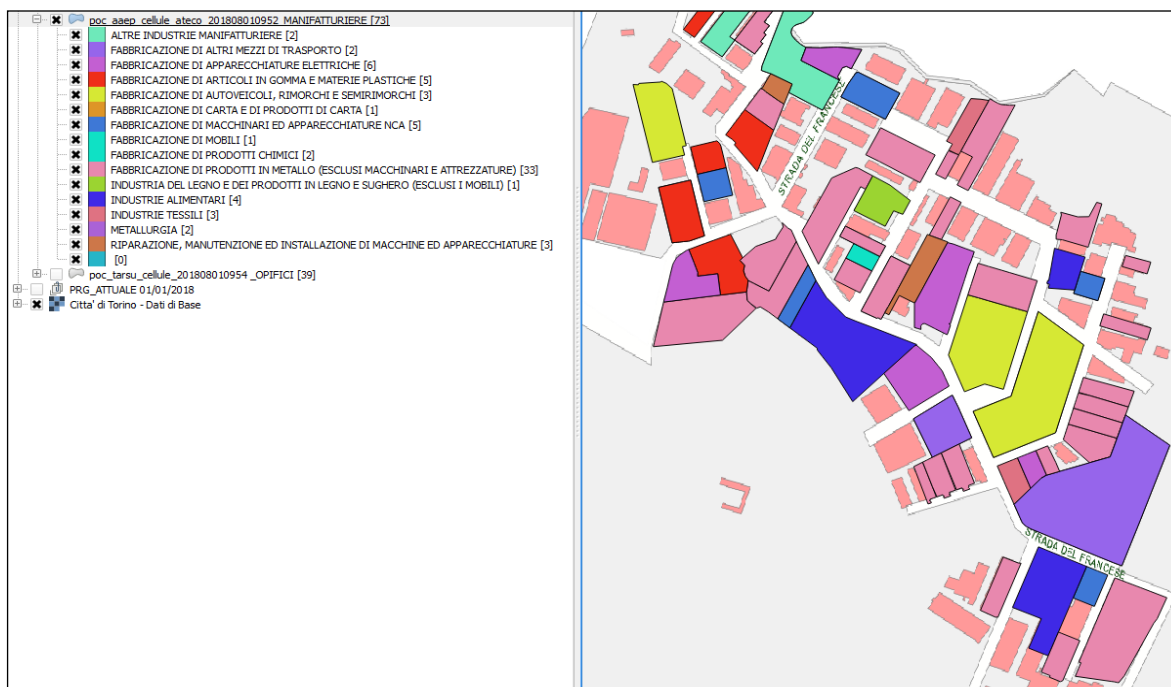 poc_aaep_cellule_ateco_201808010952_MANIFATTURIERE [73]
ALTRE INDUSTRIE MANIFATTURIERE [2]
FABBRICAZIONE DI ALTRI MEZZI DI TRASPORTO [2]
FABBRICAZIONE DI APPARECCHIATURE ELETTRICHE [6]
FABBRICAZIONE DI ARTICOLI IN GOMMA E MATERIE PLASTICHE [5]
FABBRICAZIONE DI AUTOVEICOLI, RIMORCHI E SEMIRIMORCHI [3]
FABBRICAZIONE DI CARTA E DI PRODOTTI DI CARTA [1]
FABBRICAZIONE DI MACCHINARI ED APPARECCHIATURE NCA [5]
FABBRICAZIONE DI MOBILI [1]
FABBRICAZIONE DI PRODOTTI CHIMICI [2]
FABBRICAZIONE DI PRODOTTI IN METALLO (ESCLUSI MACCHINARI E ATTREZZATURE) [33]
INDUSTRIA DEL LEGNO E DEI PRODOTTI IN LEGNO E SUGHERO (ESCLUSI I MOBILI) [1]
INDUSTRIE ALIMENTARI [4]
INDUSTRIE TESSILI [3]
METALLURGIA [2]
RIPARAZIONE, MANUTENZIONE ED INSTALLAZIONE DI MACCHINE ED APPARECCHIATURE [3]
[0]
poc_tarsu_cellule_201808010954 _OPIFICI [39]
PRG_ATTUALE 01/01/2018
Citta' di Torino - Dati di Base
STRADA DEL FRANCESE
STRADA DEL FRANCESE